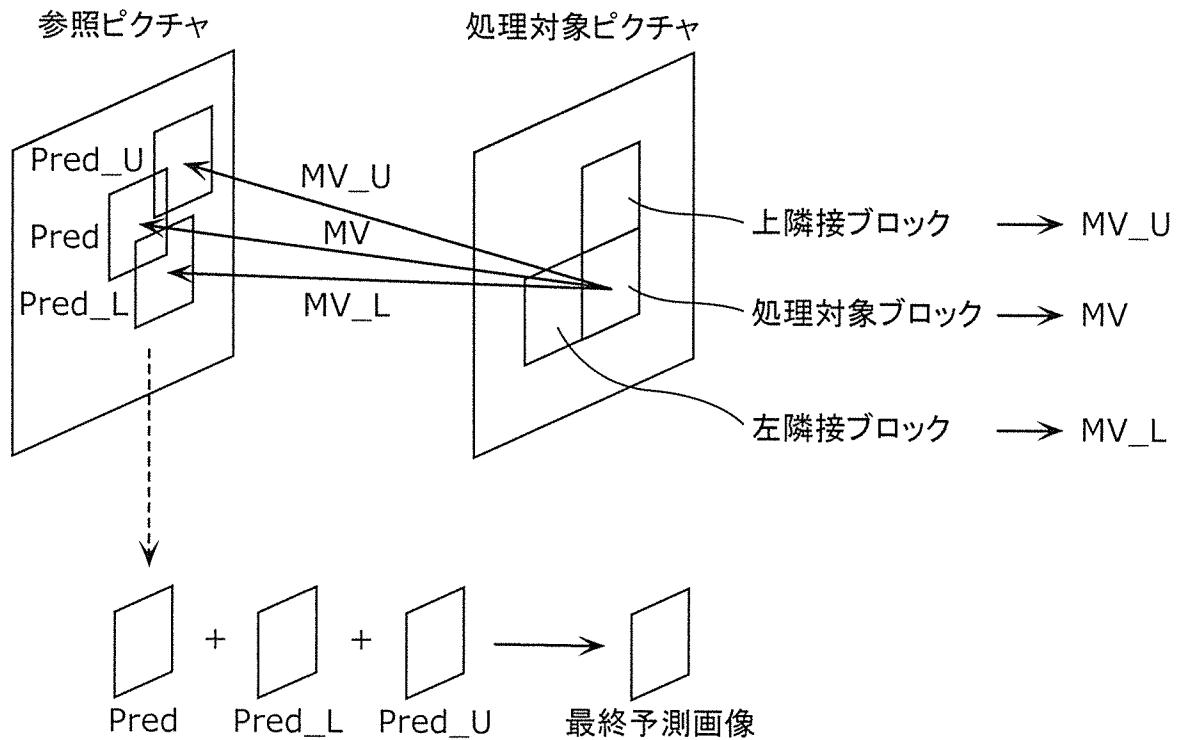 参照ピクチャ
処理対象ピクチャ
Pred_U
MV_U
Pred
MV
Pred_L
MV_L
上隣接ブロック
MV_U
処理対象ブロック
MV
左隣接ブロック
MV_L
+
+
Pred
Pred_L
Pred_U
最終予測画像